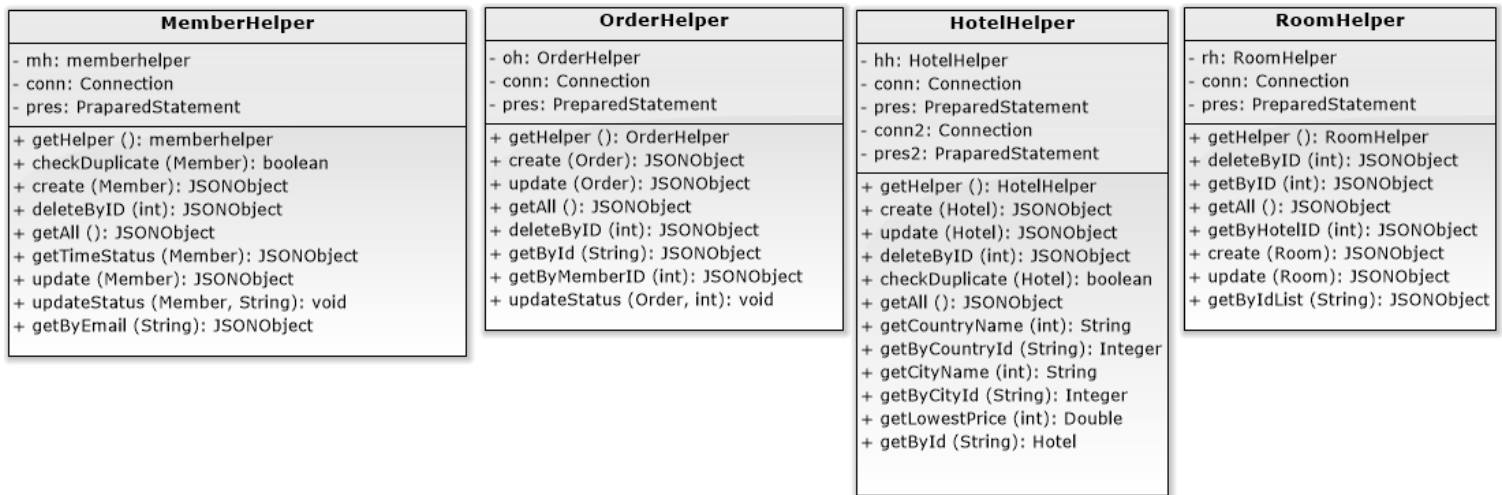 MemberHelper
- mh: memberhelper
- conn: Connection
- pres: PraparedStatement
+ getHelper (): memberhelper
+ checkDuplicate (Member): boolean
+ create (Member): JSONObject
+ deleteByID (int): JSONObject
+ getAll (): JSONObject
+ getTimeStatus (Member): JSONObject
+ update (Member): JSONObject
+ updateStatus (Member, String): void
+ getByEmail (String): JSONObject
OrderHelper
- oh: OrderHelper
- conn: Connection
- pres: PreparedStatement
+ getHelper (): OrderHelper
+ create (Order): JSONObject
+ update (Order): JSONObject
+ getAll (): JSONObject
+ deleteByID (int): JSONObject
+ getById (String): JSONObject
+ getByMemberID (int): JSONObject
+ updateStatus (Order, int): void
HotelHelper
- hh: HotelHelper
- conn: Connection
- pres: PreparedStatement
- conn2: Connection
- pres2: PraparedStatement
+ getHelper (): HotelHelper
+ create (Hotel): JSONObject
+ update (Hotel): JSONObject
+ deleteByID (int): JSONObject
+ checkDuplicate (Hotel): boolean
+ getAll (): JSONObject
+ getCountryName (int): String
+ getByCountryId (String): Integer
+ getCityName (int): String
+ getByCityId (String): Integer
+ getLowestPrice (int): Double
+ getById (String): Hotel
RoomHelper
- rh: RoomHelper
- conn: Connection
- pres: PreparedStatement
+ getHelper (): RoomHelper
+ deleteByID (int): JSONObject
+ getByID (int): JSONObject
+ getAll (): JSONObject
+ getByHotelID (int): JSONObject
+ create (Room): JSONObject
+ update (Room): JSONObject
+ getByIdList (String): JSONObject